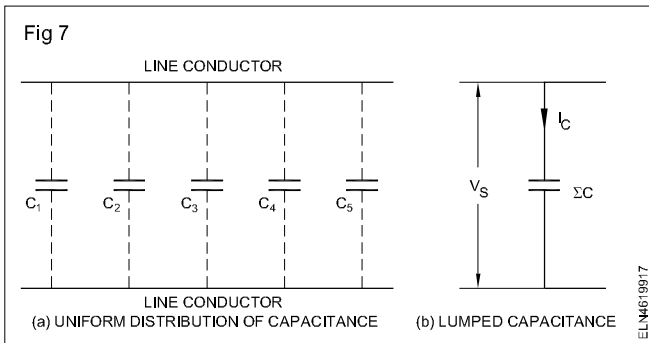 Fig 7
LINE CONDUCTOR
C1 C2 C3 C4 C5
LINE CONDUCTOR
(a) UNIFORM DISTRIBUTION OF CAPACITANCE
VS
IC
ΣC
(b) LUMPED CAPACITANCE
ELN4619917